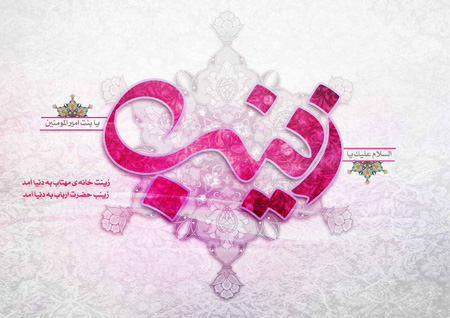 السلام علیک یا
زینب
یا بنت امیرالمومنین
زینت خانه ی مهتاب به دنیا آمد
زینب حضرت ارباب به دنیا آمد